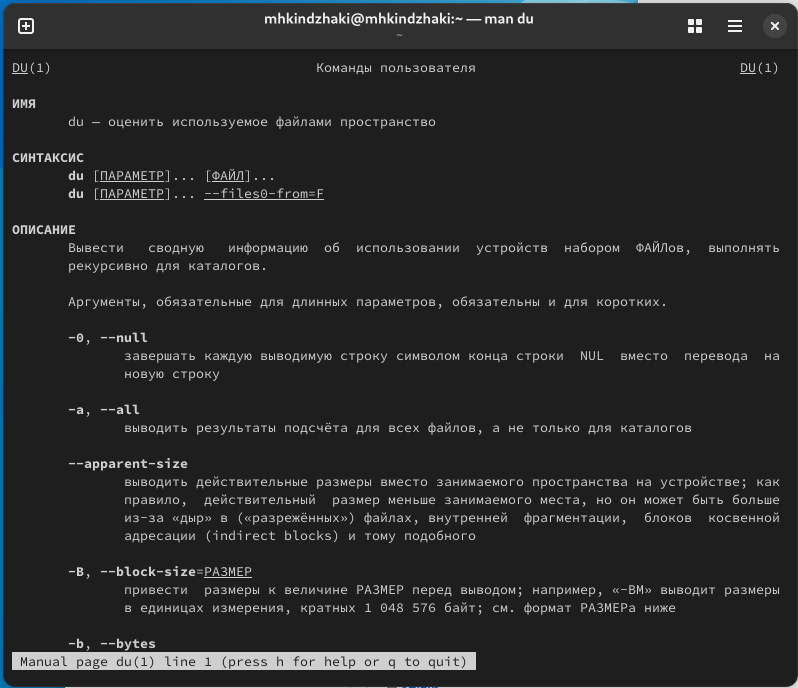 mhkindzhaki@mhkindzhaki:~ — man du
~
DU(1) Команды пользователя DU(1)
ИМЯ
du – оценить используемое файлами пространство
СИНТАКСИС
du [ПАРАМЕТР]... [ФАЙЛ]...
du [ПАРАМЕТР]... --files0-from=F
ОПИСАНИЕ
Вывести сводную информацию об использовании устройств набором ФАЙЛов, выполнять
рекурсивно для каталогов.
Аргументы, обязательные для длинных параметров, обязательны и для коротких.
-0, --null
завершать каждую выводимую строку символом конца строки NUL вместо перевода на
новую строку
-a, --all
выводить результаты подсчёта для всех файлов, а не только для каталогов
--apparent-size
выводить действительные размеры вместо занимаемого пространства на устройстве; как
правило, действительный размер меньше занимаемого места, но он может быть больше
из-за «дыр» в («разрежённых») файлах, внутренней фрагментации, блоков косвенной
адресации (indirect blocks) и тому подобного
-B, --block-size=РАЗМЕР
привести размеры к величине РАЗМЕР перед выводом; например, «-BM» выводит размеры
в единицах измерения, кратных 1 048 576 байт; см. формат РАЗМЕРа ниже
-b, --bytes
Manual page du(1) line 1 (press h for help or q to quit)